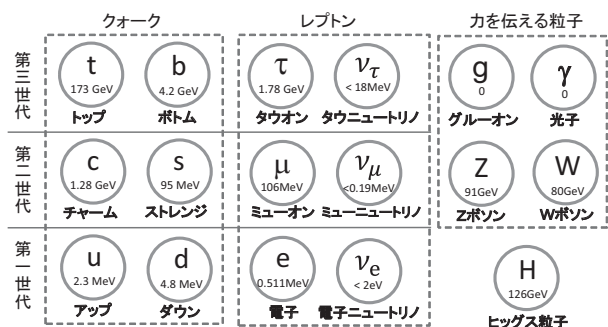 クォーク
レプトン
力を伝える粒子
第三世代
t
173 GeV
トップ
b
4.2 GeV
ボトム
τ
1.78 GeV
タウオン
ντ
< 18MeV
タウニュートリノ
g
0
グルーオン
γ
0
光子
第二世代
c
1.28 GeV
チャーム
s
95 MeV
ストレンジ
μ
106MeV
ミューオン
νμ
<0.19MeV
ミューニュートリノ
Z
91GeV
Zボソン
W
80GeV
Wボソン
第一世代
u
2.3 MeV
アップ
d
4.8 MeV
ダウン
e
0.511MeV
電子
νe
< 2eV
電子ニュートリノ
H
126GeV
ヒッグス粒子